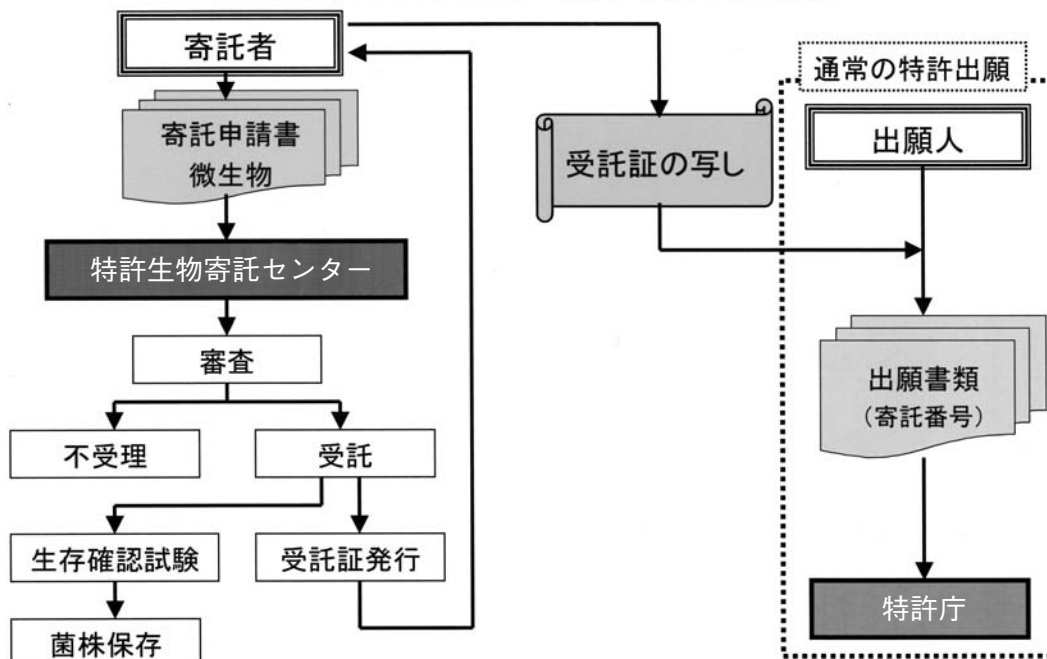 寄託者
寄託申請書
微生物
特許生物寄託センター
審査
不受理
受託
生存確認試験
受託証発行
菌株保存
受託証の写し
通常の特許出願
出願人
出願書類
（寄託番号）
特許庁